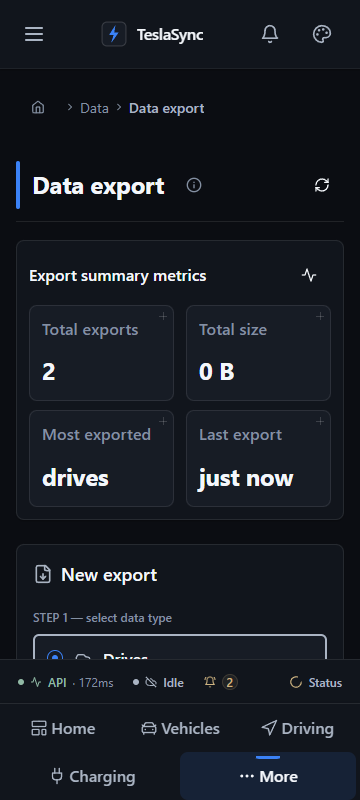 TeslaSync
Data > Data export
Data export
Export summary metrics
Total exports
2
Total size
0 B
Most exported
drives
Last export
just now
New export
STEP 1 — select data type
Drives
API · 172ms
Idle
2
Status
Home
Vehicles
Driving
Charging
More